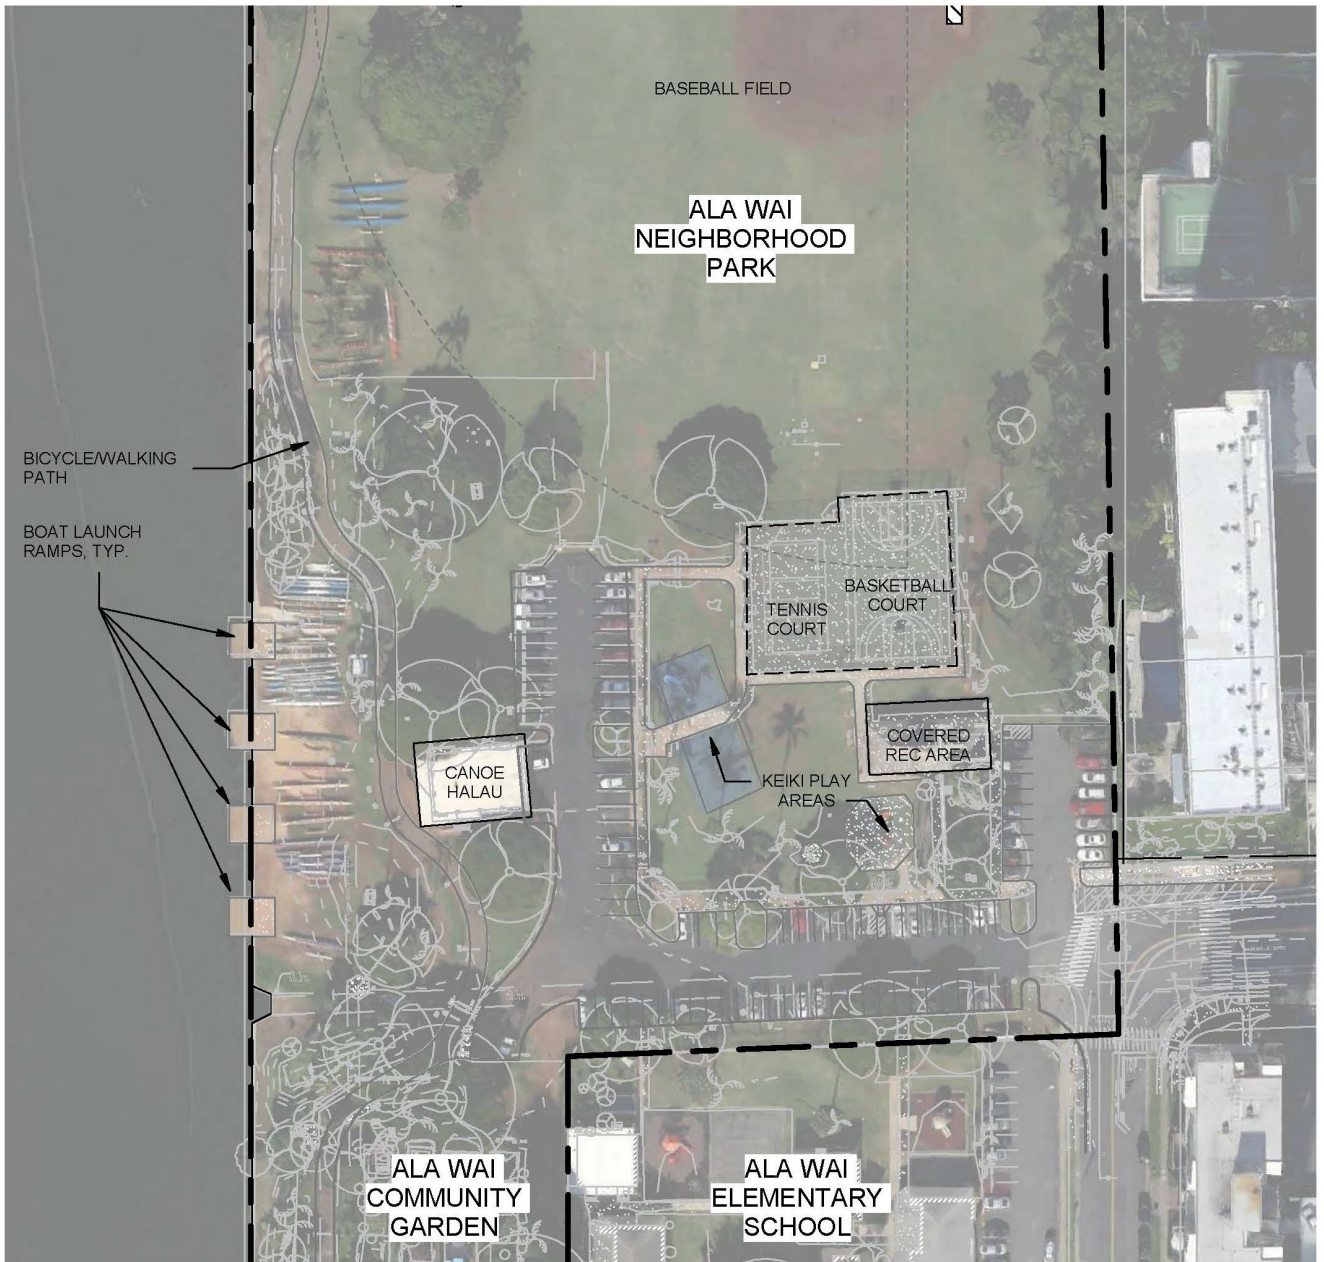 BASEBALL FIELD
ALA WAI
NEIGHBORHOOD
PARK
BICYCLE/WALKING
PATH
BOAT LAUNCH
RAMPS, TYP.
TENNIS
COURT
BASKETBALL
COURT
CANOE
HALAU
COVERED
REC AREA
KEIKI PLAY
AREAS
ALA WAI
COMMUNITY
GARDEN
ALA WAI
ELEMENTARY
SCHOOL